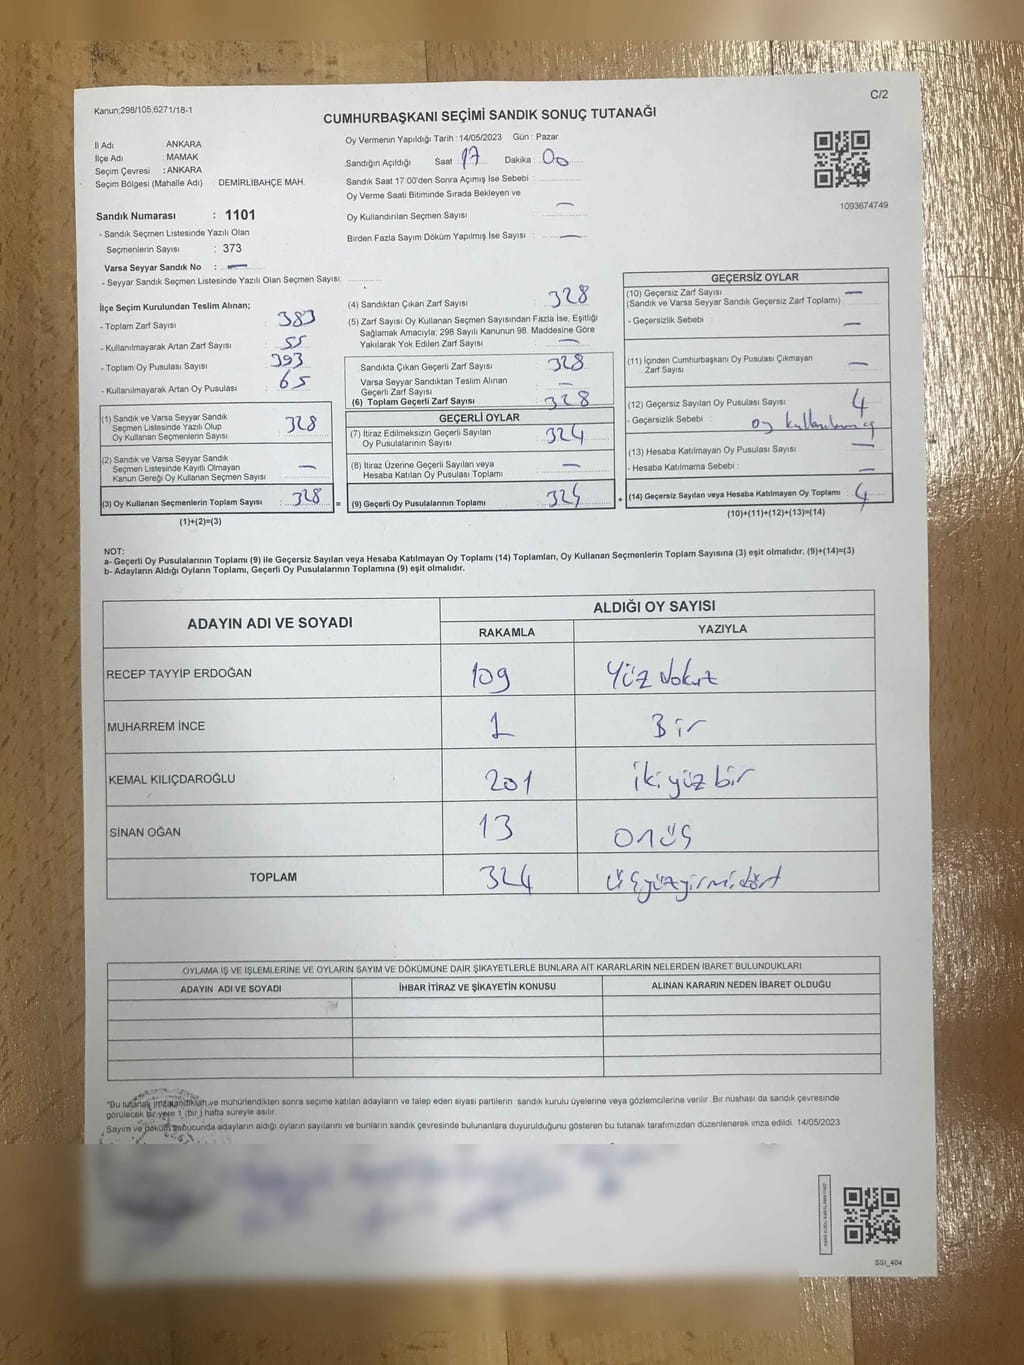 Kanun:298/105,6271/18-1
C/2
CUMHURBAŞKANI SEÇİMİ SANDIK SONUÇ TUTANAĞI
İl Adı : ANKARA
İlçe Adı : MAMAK
Seçim Çevresi : ANKARA
Seçim Bölgesi (Mahalle Adı) : DEMİRLİBAHÇE MAH.
Sandık Numarası : 1101
- Sandık Seçmen Listesinde Yazılı Olan
Seçmenlerin Sayısı : 373
Varsa Seyyar Sandık No : —
- Seyyar Sandık Seçmen Listesinde Yazılı Olan Seçmen Sayısı:
Oy Vermenin Yapıldığı Tarih : 14/05/2023 Gün : Pazar
Sandığın Açıldığı Saat 17 Dakika : 00
Sandık Saat 17.00'den Sonra Açımış İse Sebebi :
Oy Verme Saati Bitiminde Sırada Bekleyen ve
Oy Kullandırılan Seçmen Sayısı —
Birden Fazla Sayım Döküm Yapılmış İse Sayısı : —
1093674749
İlçe Seçim Kurulundan Teslim Alınan;
- Toplam Zarf Sayısı : 383
- Kullanılmayarak Artan Zarf Sayısı : 55
- Toplam Oy Pusulası Sayısı : 393
- Kullanılmayarak Artan Oy Pusulası : 65
(1) Sandık ve Varsa Seyyar Sandık
Seçmen Listesinde Yazılı Olup
Oy Kullanan Seçmenlerin Sayısı 328
(2) Sandık ve Varsa Seyyar Sandık
Seçmen Listesinde Kayıtlı Olmayan
Kanun Gereği Oy Kullanan Seçmen Sayısı —
(3) Oy Kullanan Seçmenlerin Toplam Sayısı 328 =
(1)+(2)=(3)
(4) Sandıktan Çıkan Zarf Sayısı : 328
(5) Zarf Sayısı Oy Kullanan Seçmen Sayısından Fazla İse, Eşitliği
Sağlamak Amacıyla; 298 Sayılı Kanunun 98. Maddesine Göre
Yakılarak Yok Edilen Zarf Sayısı : —
Sandıkta Çıkan Geçerli Zarf Sayısı : 328
Varsa Seyyar Sandıktan Teslim Alınan
Geçerli Zarf Sayısı : —
(6) Toplam Geçerli Zarf Sayısı : 328
GEÇERLİ OYLAR
(7) İtiraz Edilmeksizin Geçerli Sayılan
Oy Pusulalarının Sayısı : 324
(8) İtiraz Üzerine Geçerli Sayılan veya
Hesaba Katılan Oy Pusulası Toplamı —
(9) Geçerli Oy Pusulalarının Toplamı : 324 +
GEÇERSİZ OYLAR
(10) Geçersiz Zarf Sayısı —
(Sandık ve Varsa Seyyar Sandık Geçersiz Zarf Toplamı)
- Geçersizlik Sebebi : —
(11) İçinden Cumhurbaşkanı Oy Pusulası Çıkmayan
Zarf Sayısı —
(12) Geçersiz Sayılan Oy Pusulası Sayısı 4
- Geçersizlik Sebebi : oy
(13) Hesaba Katılmayan Oy Pusulası Sayısı —
- Hesaba Katılmama Sebebi : —
(14) Geçersiz Sayılan veya Hesaba Katılmayan Oy Toplamı 4
(10)+(11)+(12)+(13)=(14)
NOT:
a- Geçerli Oy Pusulalarının Toplamı (9) ile Geçersiz Sayılan veya Hesaba Katılmayan Oy Toplamı (14) Toplamları, Oy Kullanan Seçmenlerin Toplam Sayısına (3) eşit olmalıdır. (9)+(14)=(3)
b- Adayların Aldığı Oyların Toplamı, Geçerli Oy Pusulalarının Toplamına (9) eşit olmalıdır.
ADAYIN ADI VE SOYADI ALDIĞI OY SAYISI
RAKAMLA YAZIYLA
RECEP TAYYİP ERDOĞAN 109 Yüz dokuz
MUHARREM İNCE 1 Bir
KEMAL KILIÇDAROĞLU 201 iki yüz bir
SİNAN OĞAN 13 onüç
TOPLAM 324 üçyüzyirmidört
OYLAMA İŞ VE İŞLEMLERİNE VE OYLARIN SAYIM VE DÖKÜMÜNE DAİR ŞİKAYETLERLE BUNLARA AİT KARARLARIN NELERDEN İBARET BULUNDUKLARI
ADAYIN ADI VE SOYADI İHBAR İTİRAZ VE ŞİKAYETİN KONUSU ALINAN KARARIN NEDEN İBARET OLDUĞU
"Bu tutanak imzalandıktan ve mühürlendikten sonra seçime katılan adayların ve talep eden siyasi partilerin sandık kurulu üyelerine veya gözlemcilerine verilir. Bir nüshası da sandık çevresinde
görülecek bir yere 1 (bir) hafta süreyle asılır.
Sayım ve döküm sonucunda adayların aldığı oyların sayılarını ve bunların sandık çevresinde bulunanlara duyurulduğunu gösteren bu tutanak tarafımızdan düzenlenerek imza edildi. 14/05/2023
SSI_404